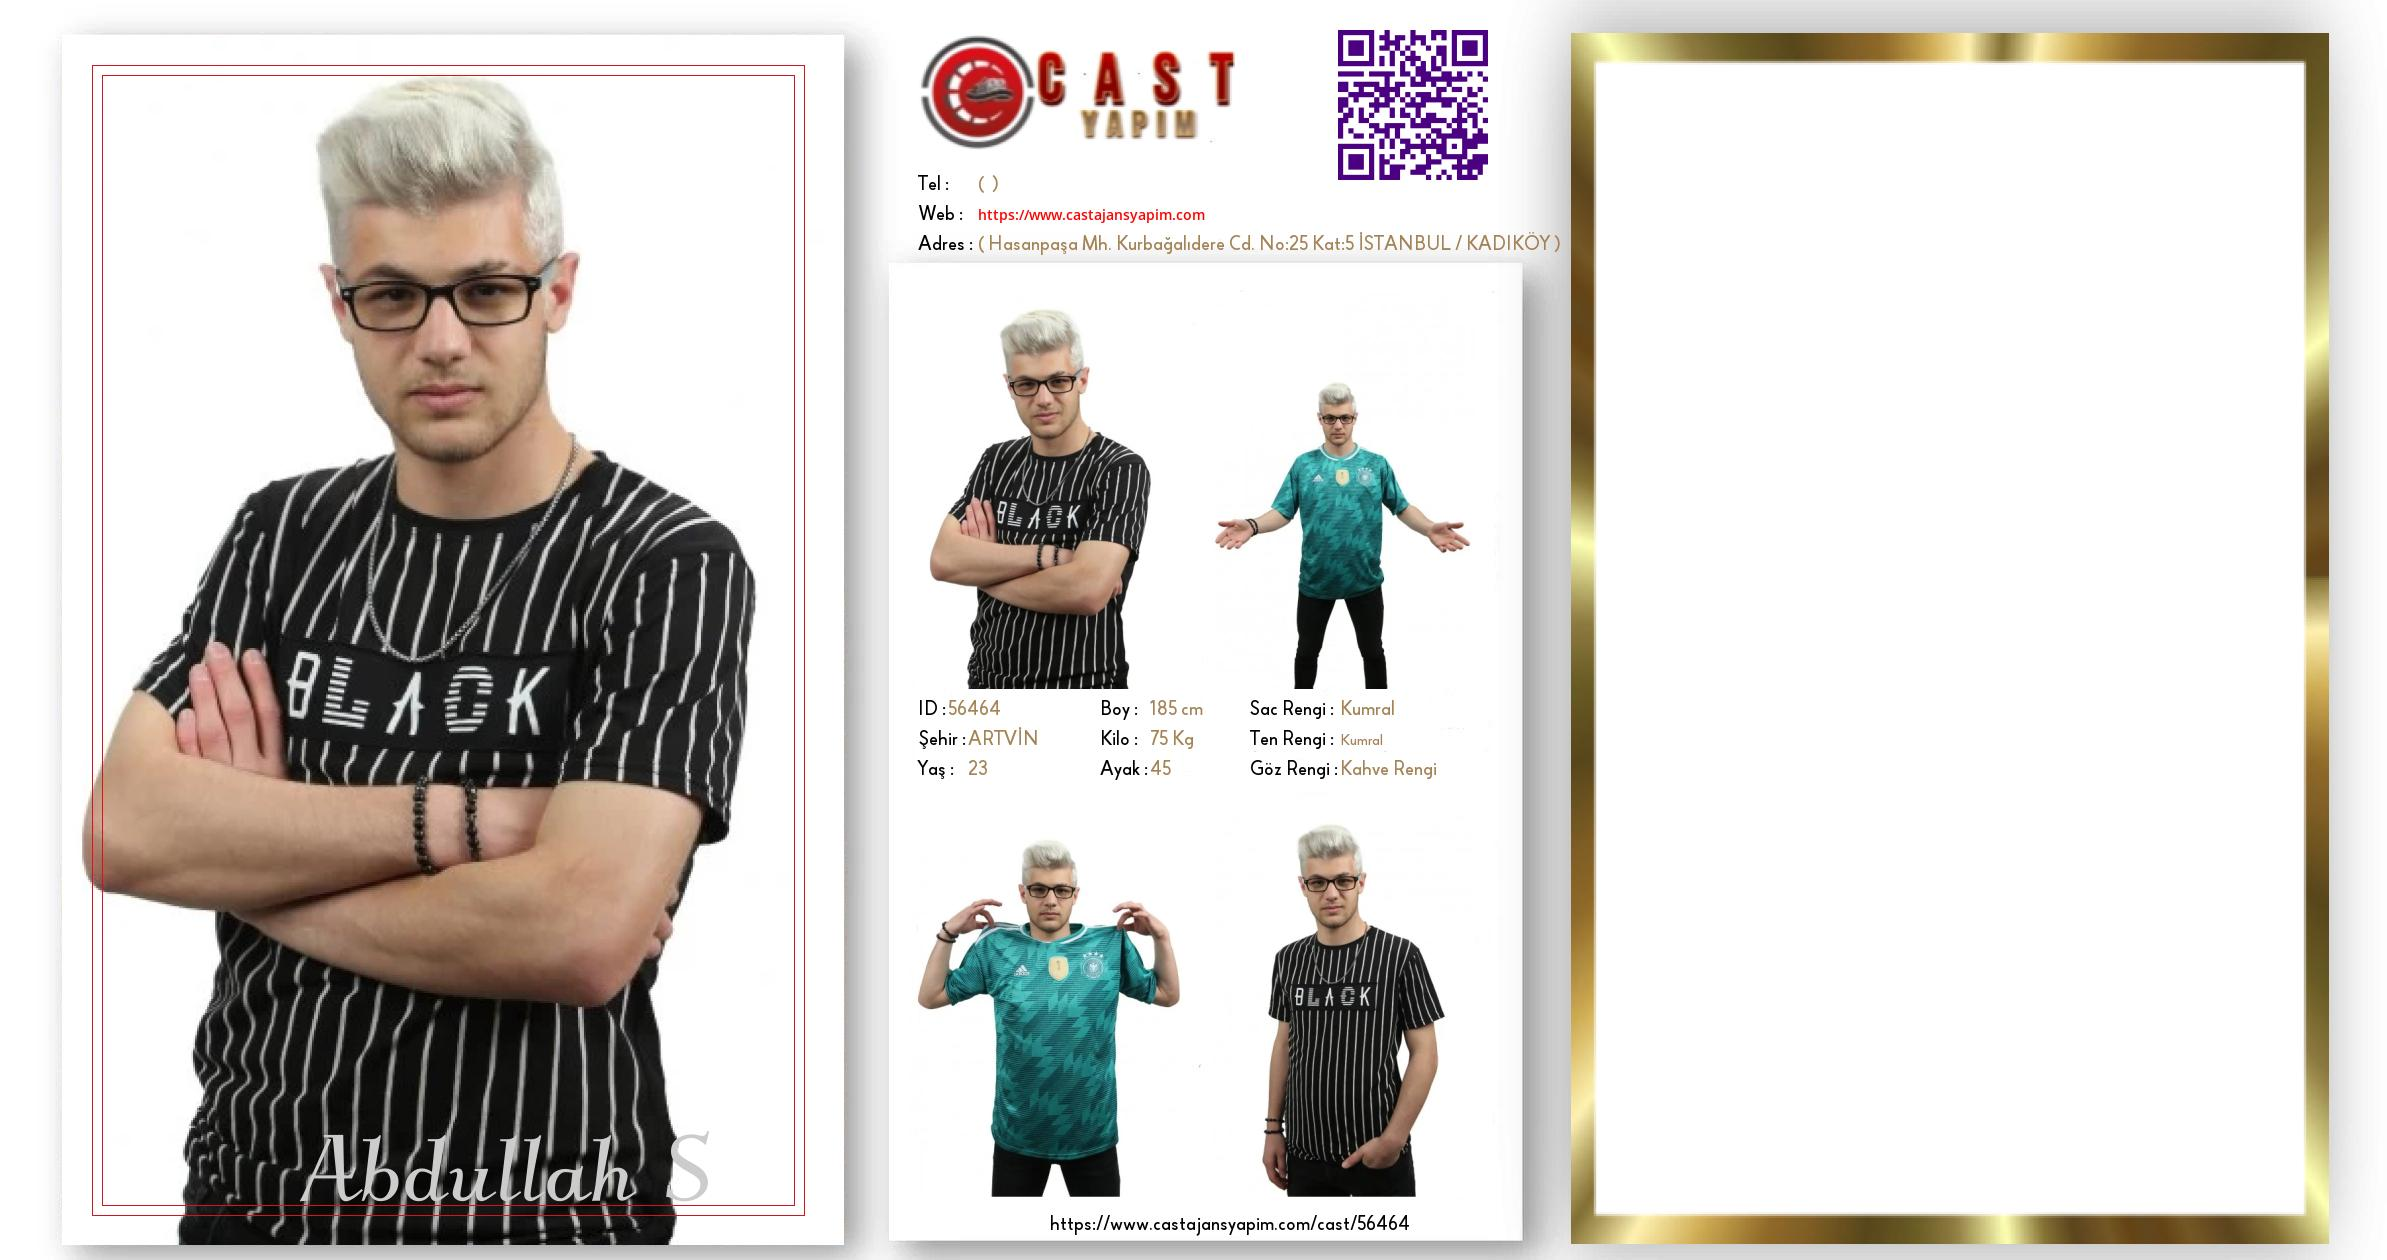 BLACK
Abdullah S
CAST
YAPIM
Tel : ( )
Web : https://www.castajansyapim.com
Adres : ( Hasanpaşa Mh. Kurbağalıdere Cd. No:25 Kat:5 İSTANBUL / KADIKÖY )
BLACK
ID : 56464 Boy : 185 cm Sac Rengi : Kumral
Şehir : ARTVİN Kilo : 75 Kg Ten Rengi : Kumral
Yaş : 23 Ayak : 45 Göz Rengi : Kahve Rengi
BLACK
https://www.castajansyapim.com/cast/56464